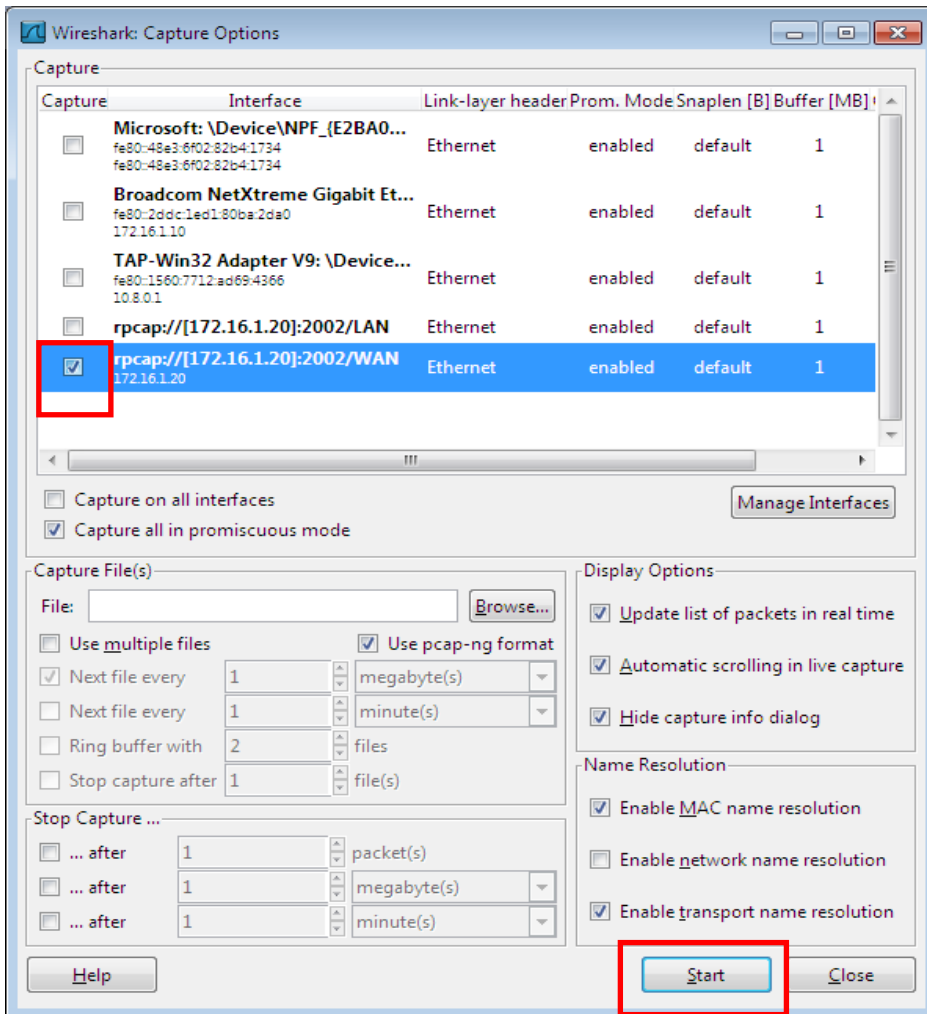 Wireshark: Capture Options
Capture
Capture Interface Link-layer header Prom. Mode Snaplen [B] Buffer [MB]
Microsoft: \Device\NPF_{E2BA0...
fe80::48e3:6f02:82b4:1734
fe80::48e3:6f02:82b4:1734
Ethernet enabled default 1
Broadcom NetXtreme Gigabit Et...
fe80::2ddc:1ed1:80ba:2da0
172.16.1.10
Ethernet enabled default 1
TAP-Win32 Adapter V9: \Device...
fe80::1560:7712:ad69:4366
10.8.0.1
Ethernet enabled default 1
rpcap://[172.16.1.20]:2002/LAN Ethernet enabled default 1
rpcap://[172.16.1.20]:2002/WAN
172.16.1.20
Ethernet enabled default 1
Capture on all interfaces
Manage Interfaces
Capture all in promiscuous mode
Capture File(s)
File: Browse...
Use multiple files Use pcap-ng format
Next file every 1 megabyte(s)
Next file every 1 minute(s)
Ring buffer with 2 files
Stop capture after 1 file(s)
Stop Capture ...
... after 1 packet(s)
... after 1 megabyte(s)
... after 1 minute(s)
Display Options
Update list of packets in real time
Automatic scrolling in live capture
Hide capture info dialog
Name Resolution
Enable MAC name resolution
Enable network name resolution
Enable transport name resolution
Help Start Close